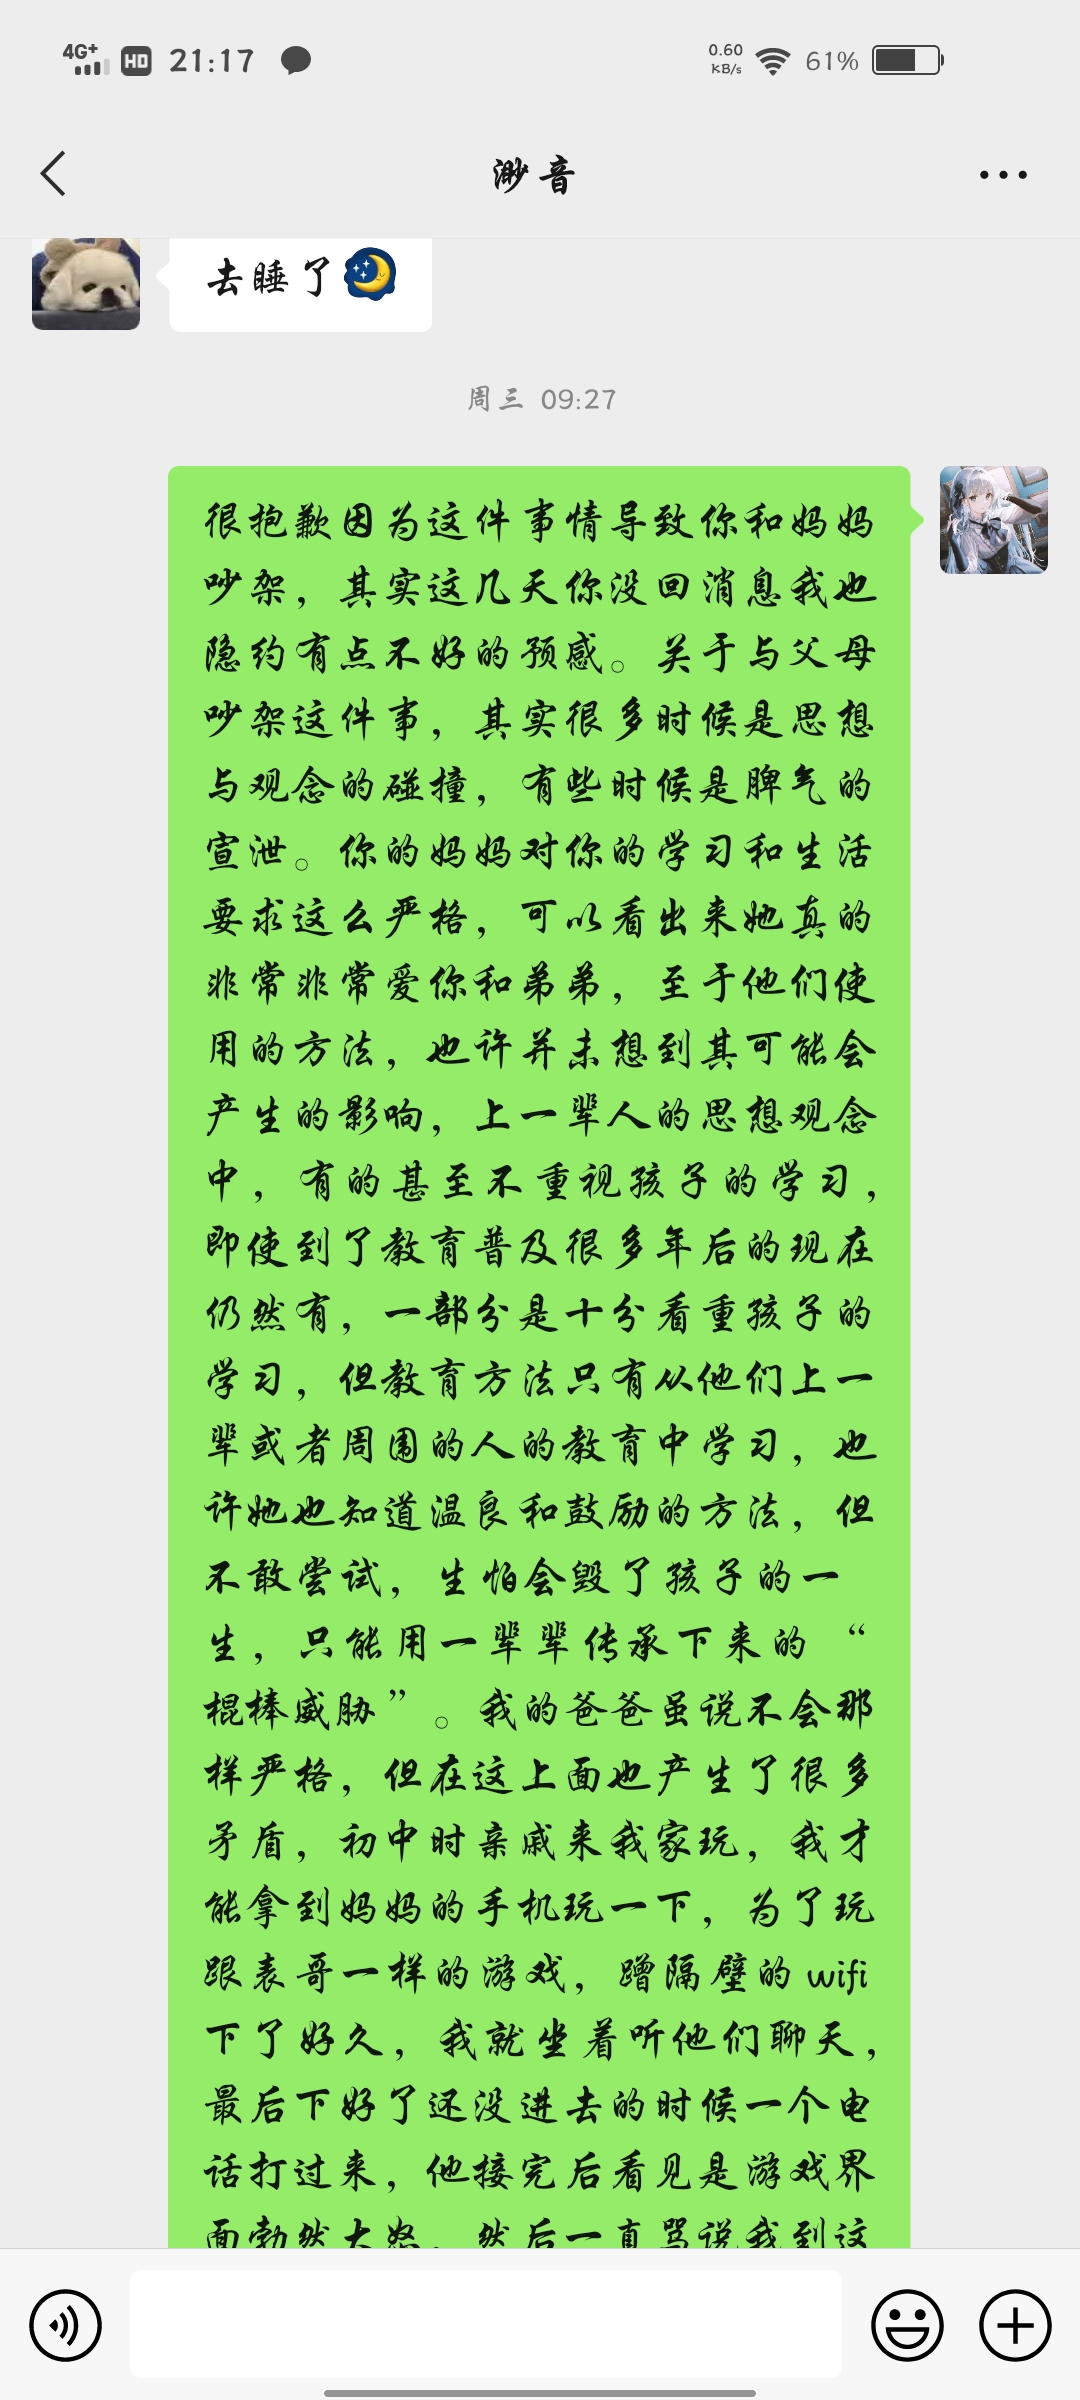 4G+ HD 21:17 0.60 KB/s 61%
渺音
去睡了
周三 09:27
很抱歉因为这件事情导致你和妈妈
吵架，其实这几天你没回消息我也
隐约有点不好的预感。关于与父母
吵架这件事，其实很多时候是思想
与观念的碰撞，有些时候是脾气的
宣泄。你的妈妈对你的学习和生活
要求这么严格，可以看出来她真的
非常非常爱你和弟弟，至于他们使
用的方法，也许并未想到其可能会
产生的影响，上一辈人的思想观念
中，有的甚至不重视孩子的学习，
即使到了教育普及很多年后的现在
仍然有，一部分是十分看重孩子的
学习，但教育方法只有从他们上一
辈或者周围的人的教育中学习，也
许她也知道温良和鼓励的方法，但
不敢尝试，生怕会毁了孩子的一
生，只能用一辈辈传承下来的“
棍棒威胁”。我的爸爸虽说不会那
样严格，但在这上面也产生了很多
矛盾，初中时亲戚来我家玩，我才
能拿到妈妈的手机玩一下，为了玩
跟表哥一样的游戏，蹭隔壁的wifi
下了好久，我就坐着听他们聊天，
最后下好了还没进去的时候一个电
话打过来，他接完后看见是游戏界
面勃然大怒，然后一直骂说我到这